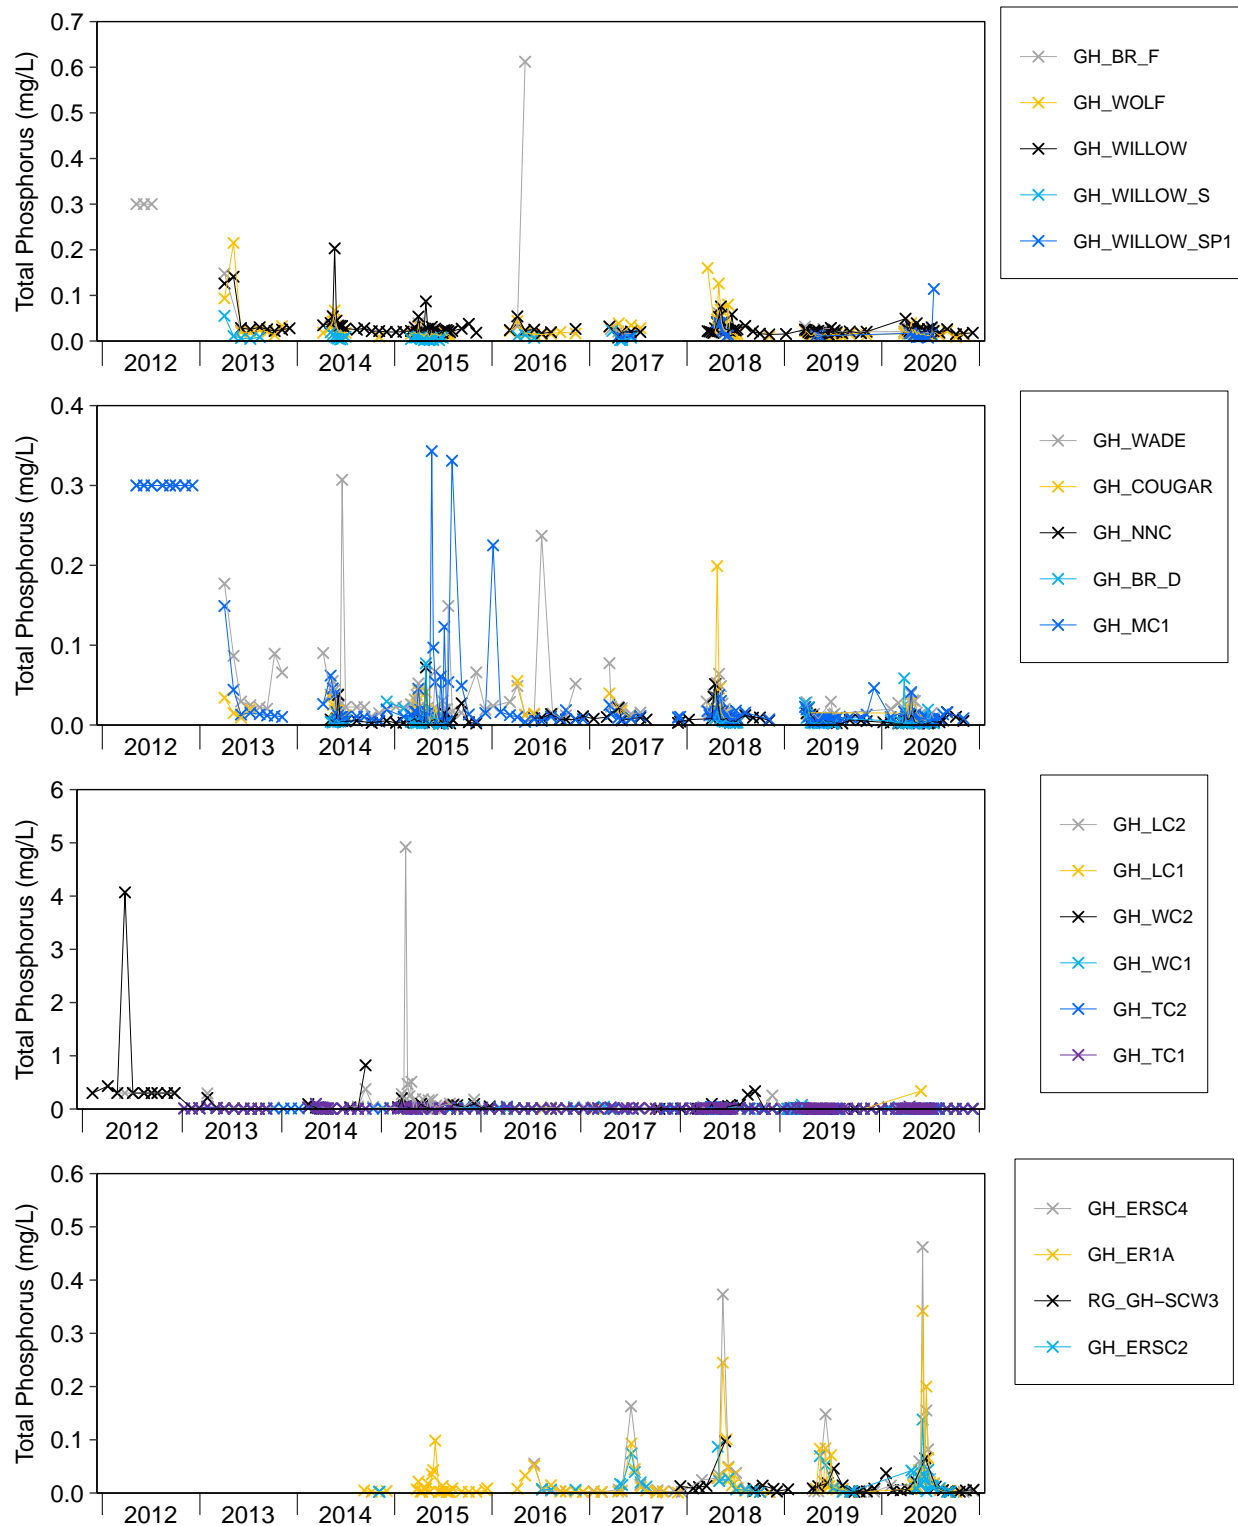 Total Phosphorus (mg/L)
0.7
0.6
0.5
0.4
0.3
0.2
0.1
0.0
2012 2013 2014 2015 2016 2017 2018 2019 2020
GH_BR_F
GH_WOLF
GH_WILLOW
GH_WILLOW_S
GH_WILLOW_SP1
Total Phosphorus (mg/L)
0.4
0.3
0.2
0.1
0.0
2012 2013 2014 2015 2016 2017 2018 2019 2020
GH_WADE
GH_COUGAR
GH_NNC
GH_BR_D
GH_MC1
Total Phosphorus (mg/L)
6
5
4
3
2
1
0
2012 2013 2014 2015 2016 2017 2018 2019 2020
GH_LC2
GH_LC1
GH_WC2
GH_WC1
GH_TC2
GH_TC1
Total Phosphorus (mg/L)
0.6
0.5
0.4
0.3
0.2
0.1
0.0
2012 2013 2014 2015 2016 2017 2018 2019 2020
GH_ERSC4
GH_ER1A
RG_GH−SCW3
GH_ERSC2